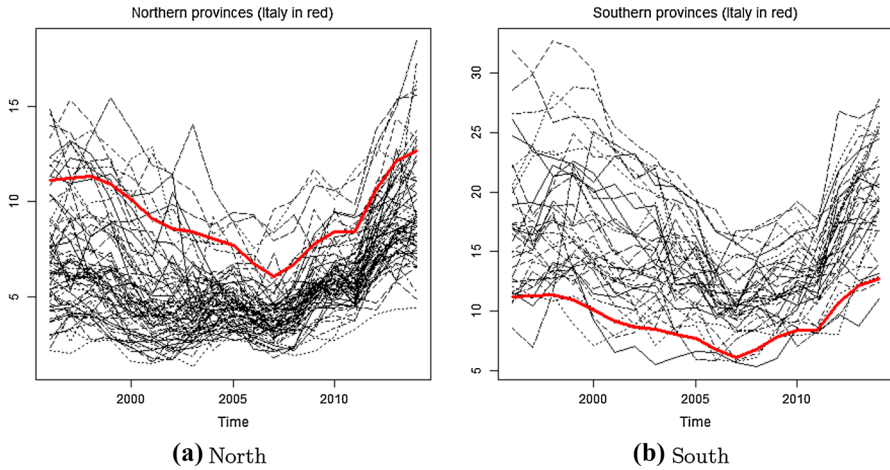 Northern provinces (Italy in red)
15
10
5
2000 2005 2010
Time
(a) North
Southern provinces (Italy in red)
30
25
20
15
10
5
2000 2005 2010
Time
(b) South